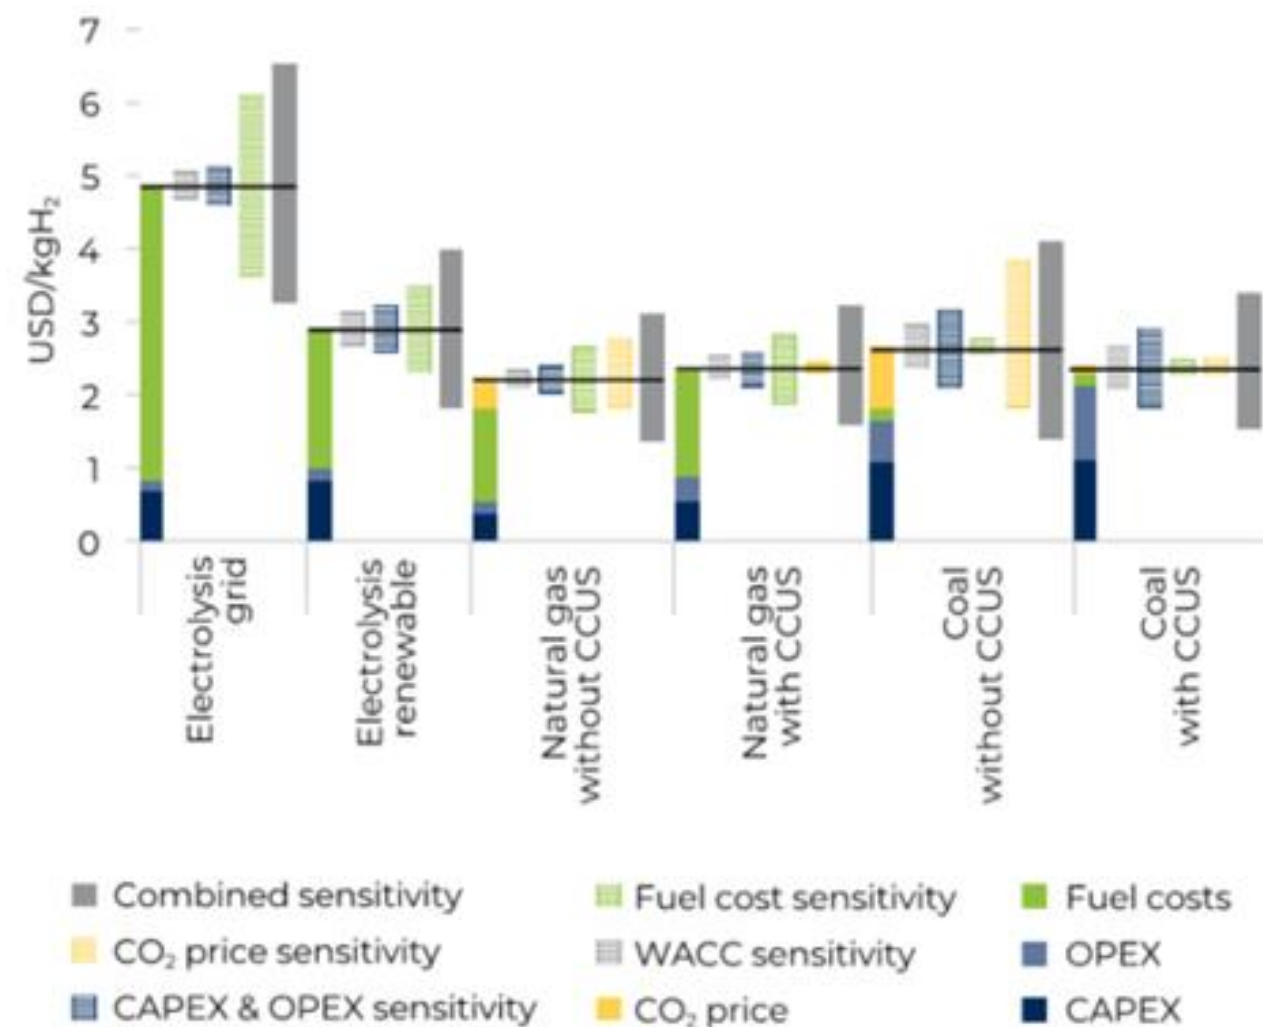 7
6
5
4
3
2
1
0
USD/kgH₂
Electrolysis
grid
Electrolysis
renewable
Natural gas
without CCUS
Natural gas
with CCUS
Coal
without CCUS
Coal
with CCUS
Combined sensitivity
Fuel cost sensitivity
Fuel costs
CO₂ price sensitivity
WACC sensitivity
OPEX
CAPEX & OPEX sensitivity
CO₂ price
CAPEX